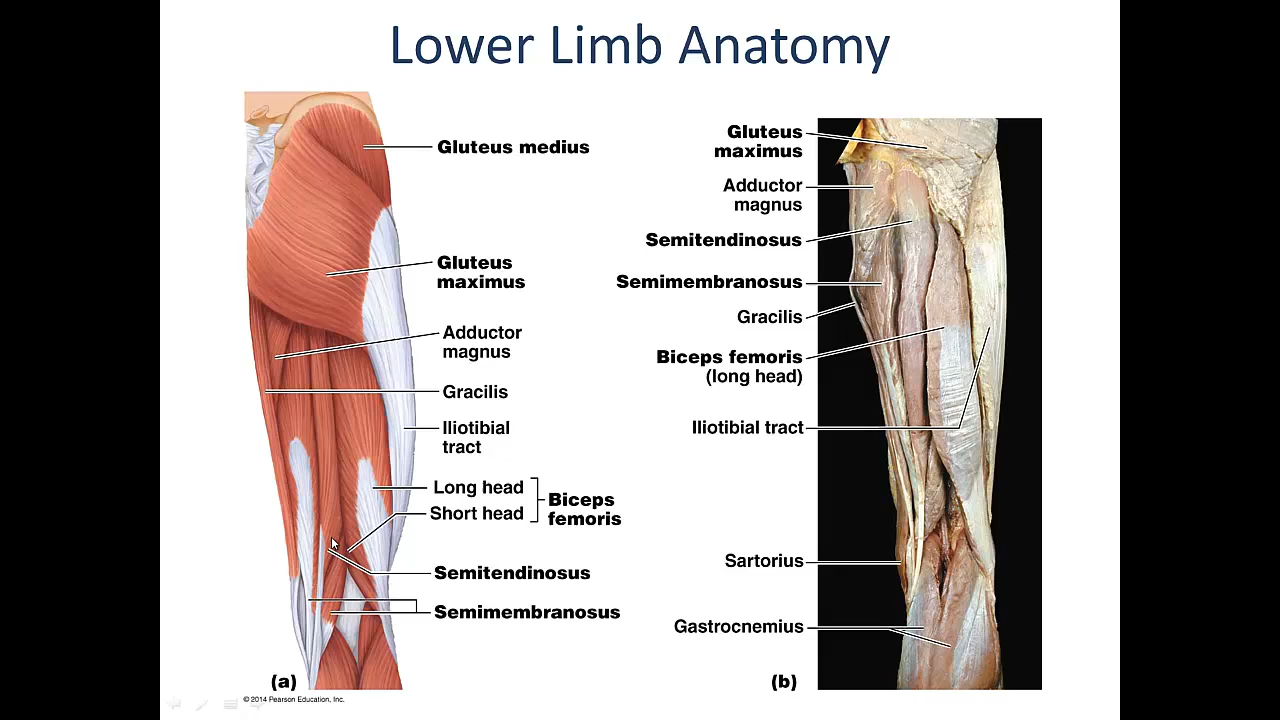 Lower Limb Anatomy
Gluteus medius
Gluteus
maximus
Adductor
magnus
Gracilis
Iliotibial
tract
Long head
Short head
Biceps
femoris
Semitendinosus
Semimembranosus
(a)
© 2014 Pearson Education, Inc.
Gluteus
maximus
Adductor
magnus
Semitendinosus
Semimembranosus
Gracilis
Biceps femoris
(long head)
Iliotibial tract
Sartorius
Gastrocnemius
(b)